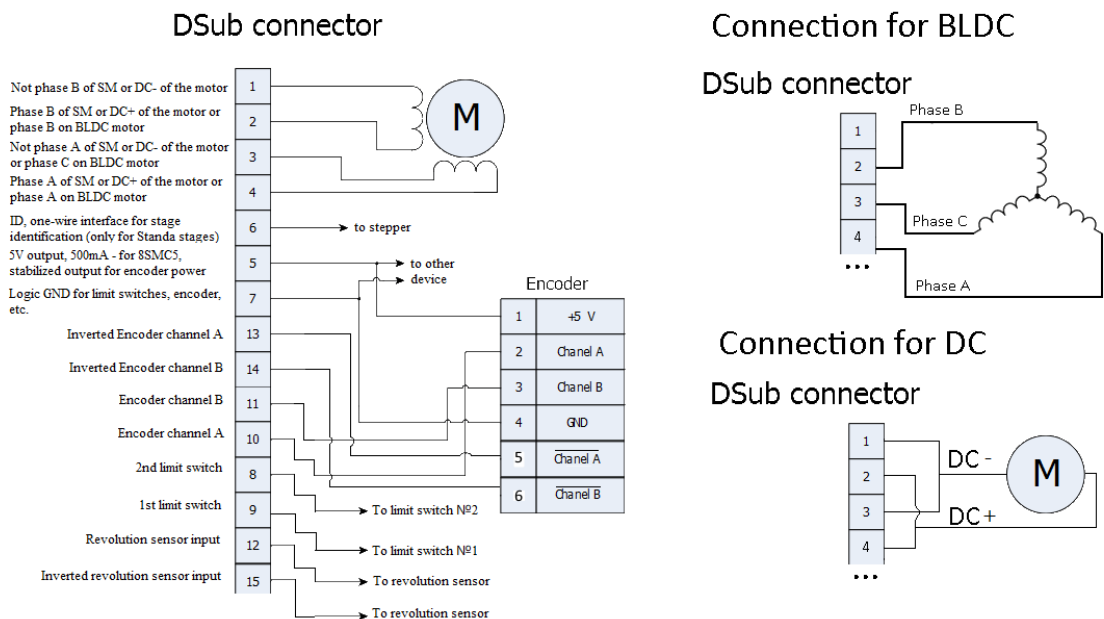 DSub connector
Not phase B of SM or DC- of the motor
1
Phase B of SM or DC+ of the motor or
phase B on BLDC motor
2
Not phase A of SM or DC- of the motor
or phase C on BLDC motor
3
Phase A of SM or DC+ of the motor or
phase A on BLDC motor
4
M
ID, one-wire interface for stage
identification (only for Standa stages)
6
to stepper
5V output, 500mA - for 8SMC5,
stabilized output for encoder power
5
to other
device
Logic GND for limit switches, encoder,
etc.
7
Inverted Encoder channel A
13
Inverted Encoder channel B
14
Encoder channel B
11
Encoder channel A
10
2nd limit switch
8
To limit switch №2
1st limit switch
9
To limit switch №1
Revolution sensor input
12
To revolution sensor
Inverted revolution sensor input
15
To revolution sensor
Encoder
1 +5 V
2 Chanel A
3 Chanel B
4 GND
5 Chanel A
6 Chanel B
Connection for BLDC
DSub connector
Phase B
1
2
3
Phase C
4
...
Phase A
Connection for DC
DSub connector
1
DC -
M
2
3
DC+
4
...